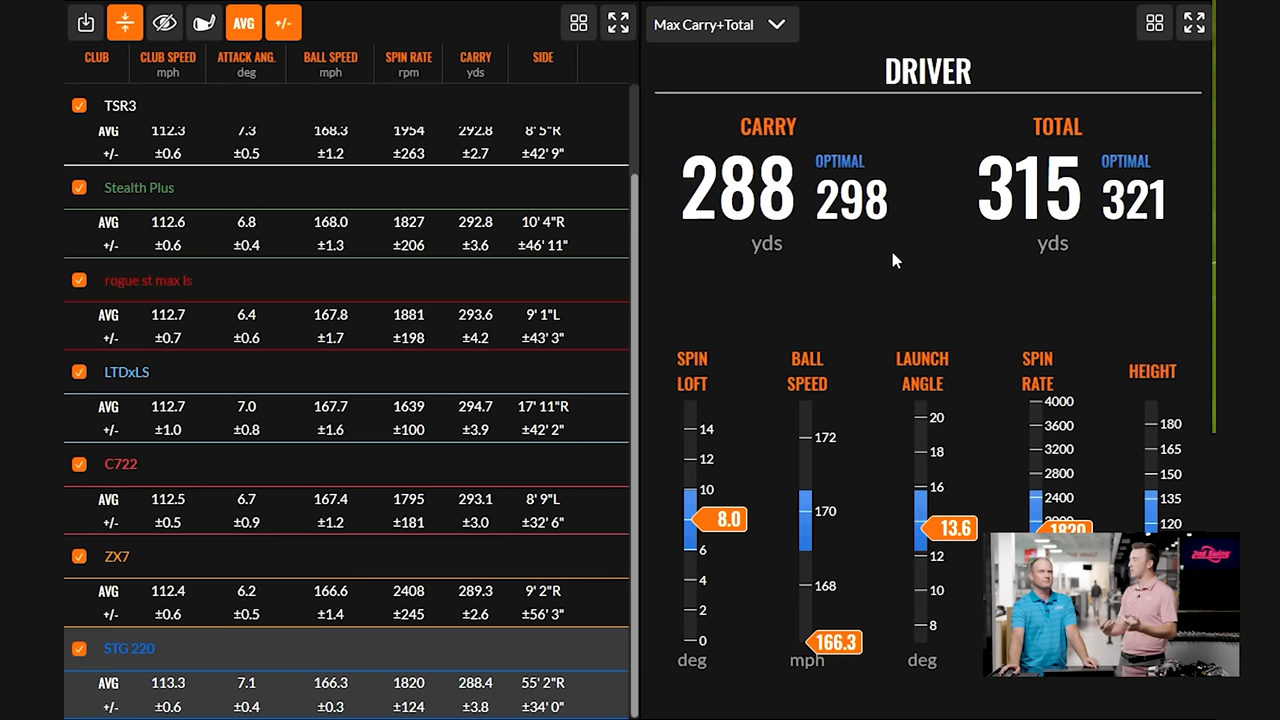 AVG +/-
CLUB CLUB SPEED ATTACK ANG. BALL SPEED SPIN RATE CARRY SIDE
mph deg mph rpm yds
TSR3
AVG 112.3 7.3 168.3 1954 292.8 8' 5"R
+/- ±0.6 ±0.5 ±1.2 ±263 ±2.7 ±42' 9"
Stealth Plus
AVG 112.6 6.8 168.0 1827 292.8 10' 4"R
+/- ±0.6 ±0.4 ±1.3 ±206 ±3.6 ±46' 11"
rogue st max ls
AVG 112.7 6.4 167.8 1881 293.6 9' 1"L
+/- ±0.7 ±0.6 ±1.7 ±198 ±4.2 ±43' 3"
LTDxLS
AVG 112.7 7.0 167.7 1639 294.7 17' 11"R
+/- ±1.0 ±0.8 ±1.6 ±100 ±3.9 ±42' 2"
C722
AVG 112.5 6.7 167.4 1795 293.1 8' 9"L
+/- ±0.5 ±0.9 ±1.2 ±181 ±3.0 ±32' 6"
ZX7
AVG 112.4 6.2 166.6 2408 289.3 9' 2"R
+/- ±0.6 ±0.5 ±1.4 ±245 ±2.6 ±56' 3"
STG 220
AVG 113.3 7.1 166.3 1820 288.4 55' 2"R
+/- ±0.6 ±0.4 ±0.3 ±124 ±3.8 ±34' 0"
Max Carry+Total
DRIVER
CARRY TOTAL
288 OPTIMAL 298 315 OPTIMAL 321
yds yds
SPIN LOFT
14
12
10
8.0
6
4
2
0
deg
BALL SPEED
172
170
168
166.3
mph
LAUNCH ANGLE
20
18
16
13.6
12
10
8
deg
SPIN RATE
4000
3600
3200
2800
2400
2000
1820
HEIGHT
180
165
150
135
120
2nd Swing